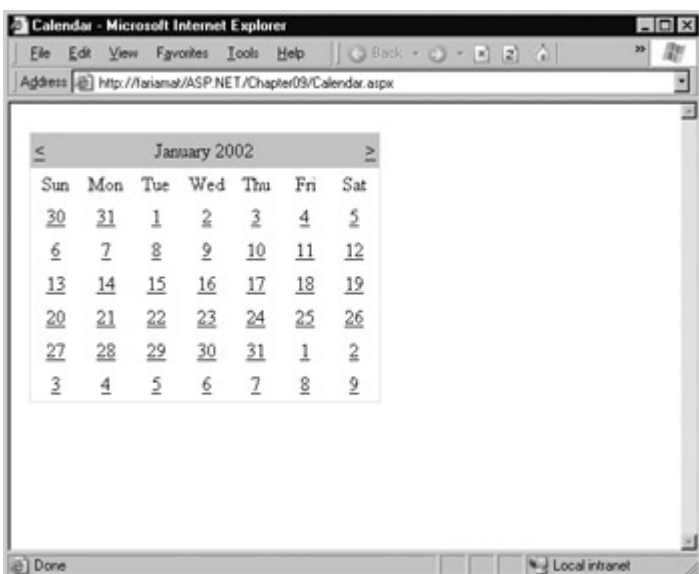 Calendar - Microsoft Internet Explorer
File Edit View Favorites Tools Help Back »
Address http://fariamat/ASP.NET/Chapter09/Calendar.aspx
< January 2002 >
Sun Mon Tue Wed Thu Fri Sat
30 31 1 2 3 4 5
6 7 8 9 10 11 12
13 14 15 16 17 18 19
20 21 22 23 24 25 26
27 28 29 30 31 1 2
3 4 5 6 7 8 9
Done Local intranet